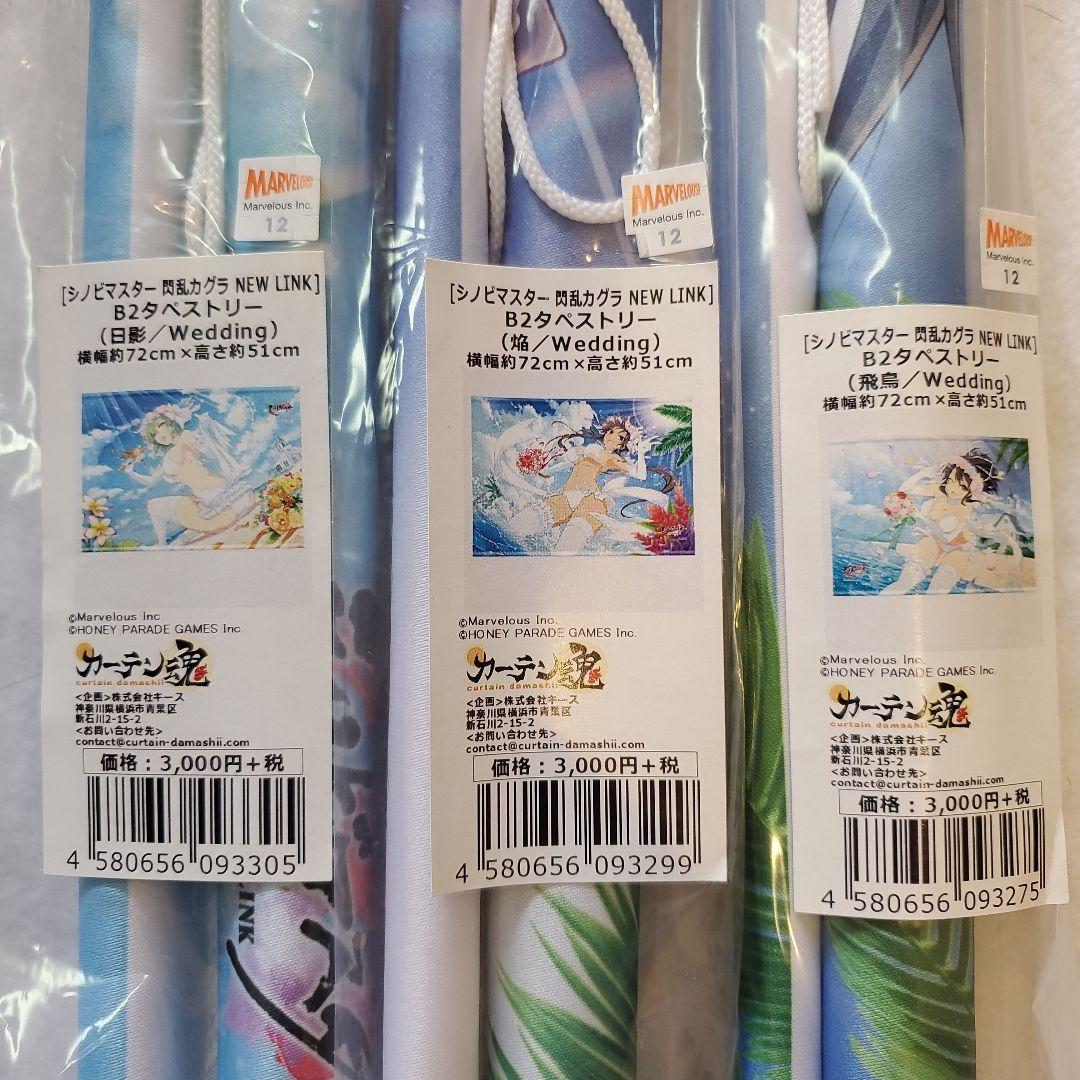 MARVELOUS!
Marvelous Inc.
12
[シノビマスター 閃乱カグラ NEW LINK]
B2タペストリー
(日影/Wedding)
横幅約72cm×高さ約51cm
©Marvelous Inc.
©HONEY PARADE GAMES Inc.
カーテン魂
curtain damashii
<企画>株式会社キース
神奈川県横浜市青葉区
新石川2-15-2
<お問い合わせ先>
contact@curtain-damashii.com
価格:3,000円+税
4 580656 093305
LINK
MARVELOUS!
Marvelous Inc.
12
[シノビマスター 閃乱カグラ NEW LINK]
B2タペストリー
(焔/Wedding)
横幅約72cm×高さ約51cm
©Marvelous Inc.
©HONEY PARADE GAMES Inc.
カーテン魂
curtain damashii
<企画>株式会社キース
神奈川県横浜市青葉区
新石川2-15-2
<お問い合わせ先>
contact@curtain-damashii.com
価格:3,000円+税
4 580656 093299
MARVELOUS!
Marvelous Inc.
12
[シノビマスター 閃乱カグラ NEW LINK]
B2タペストリー
(飛鳥/Wedding)
横幅約72cm×高さ約51cm
©Marvelous Inc.
©HONEY PARADE GAMES Inc.
カーテン魂
curtain damashii
<企画>株式会社キース
神奈川県横浜市青葉区
新石川2-15-2
<お問い合わせ先>
contact@curtain-damashii.com
価格:3,000円+税
4 580656 093275